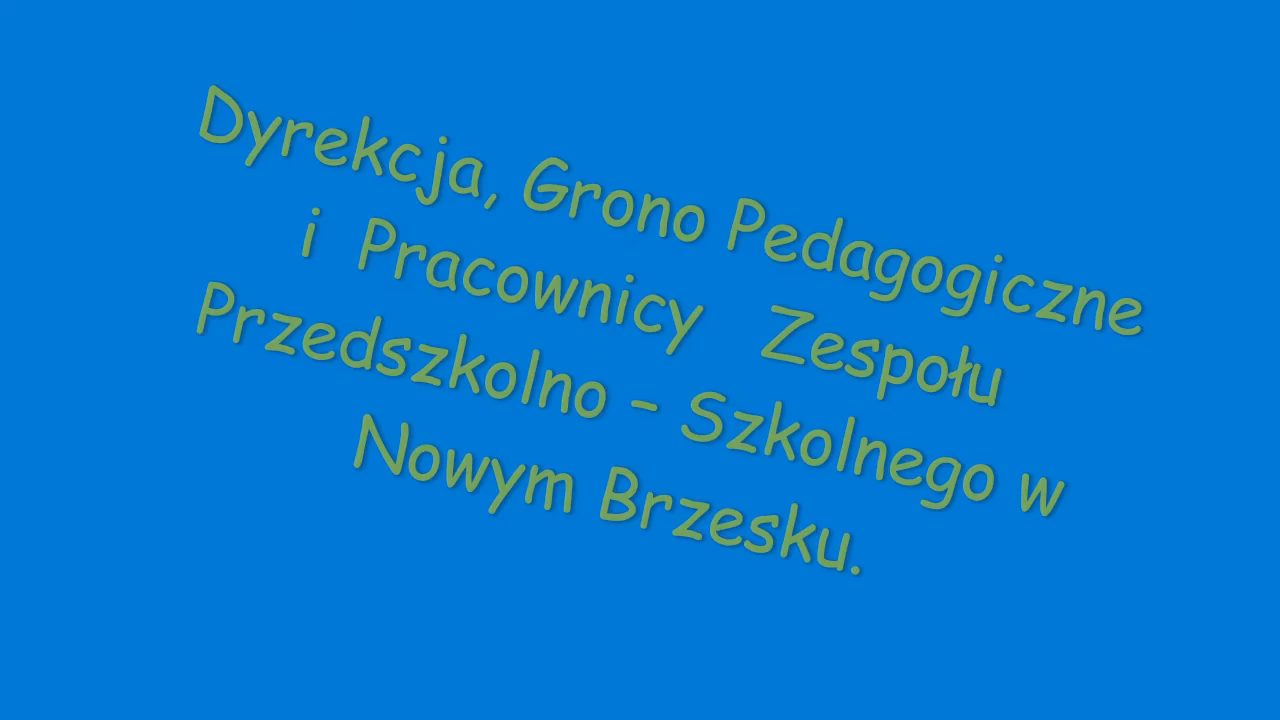 Dyrekcja, Grono Pedagogiczne
i Pracownicy Zespołu
Przedszkolno – Szkolnego w
Nowym Brzesku.